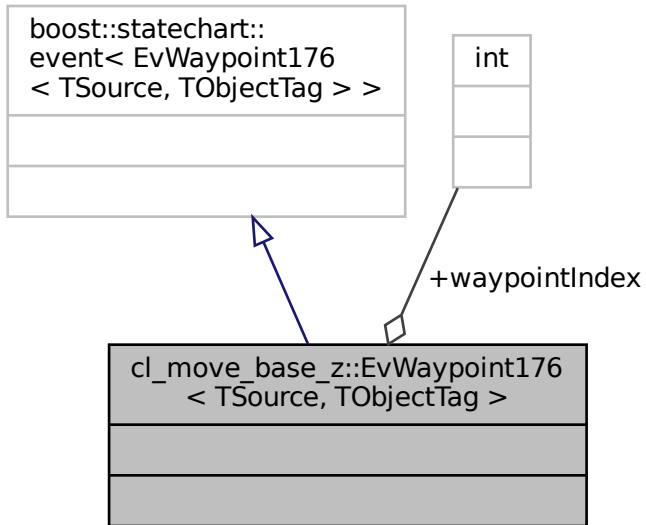 boost::statechart::
event< EvWaypoint176
< TSource, TObjectTag > >
int
+waypointIndex
cl_move_base_z::EvWaypoint176
< TSource, TObjectTag >